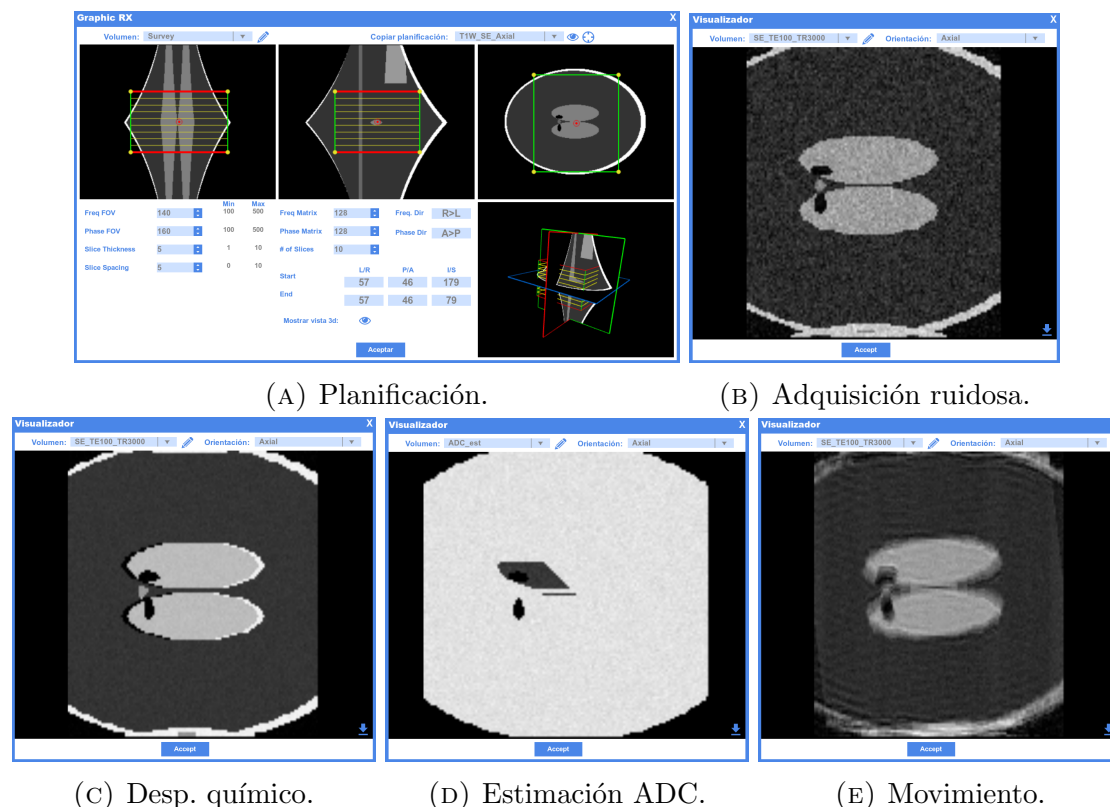 Graphic RX X
Volumen: Survey Copiar planificación: T1W_SE_Axial
Min Max
Freq FOV 140 100 500
Phase FOV 160 100 500
Slice Thickness 5 1 10
Slice Spacing 5 0 10
Freq Matrix 128 Freq. Dir R>L
Phase Matrix 128 Phase Dir A>P
# of Slices 10
L/R P/A I/S
Start 57 46 179
End 57 46 79
Mostrar vista 3d:
Aceptar
Visualizador X
Volumen: SE_TE100_TR3000 Orientación: Axial
Accept
(A) Planificación.
(B) Adquisición ruidosa.
Visualizador X
Volumen: SE_TE100_TR3000 Orientación: Axial
Accept
Visualizador X
Volumen: ADC_est Orientación: Axial
Accept
Visualizador X
Volumen: SE_TE100_TR3000 Orientación: Axial
Accept
(C) Desp. químico.
(D) Estimación ADC.
(E) Movimiento.